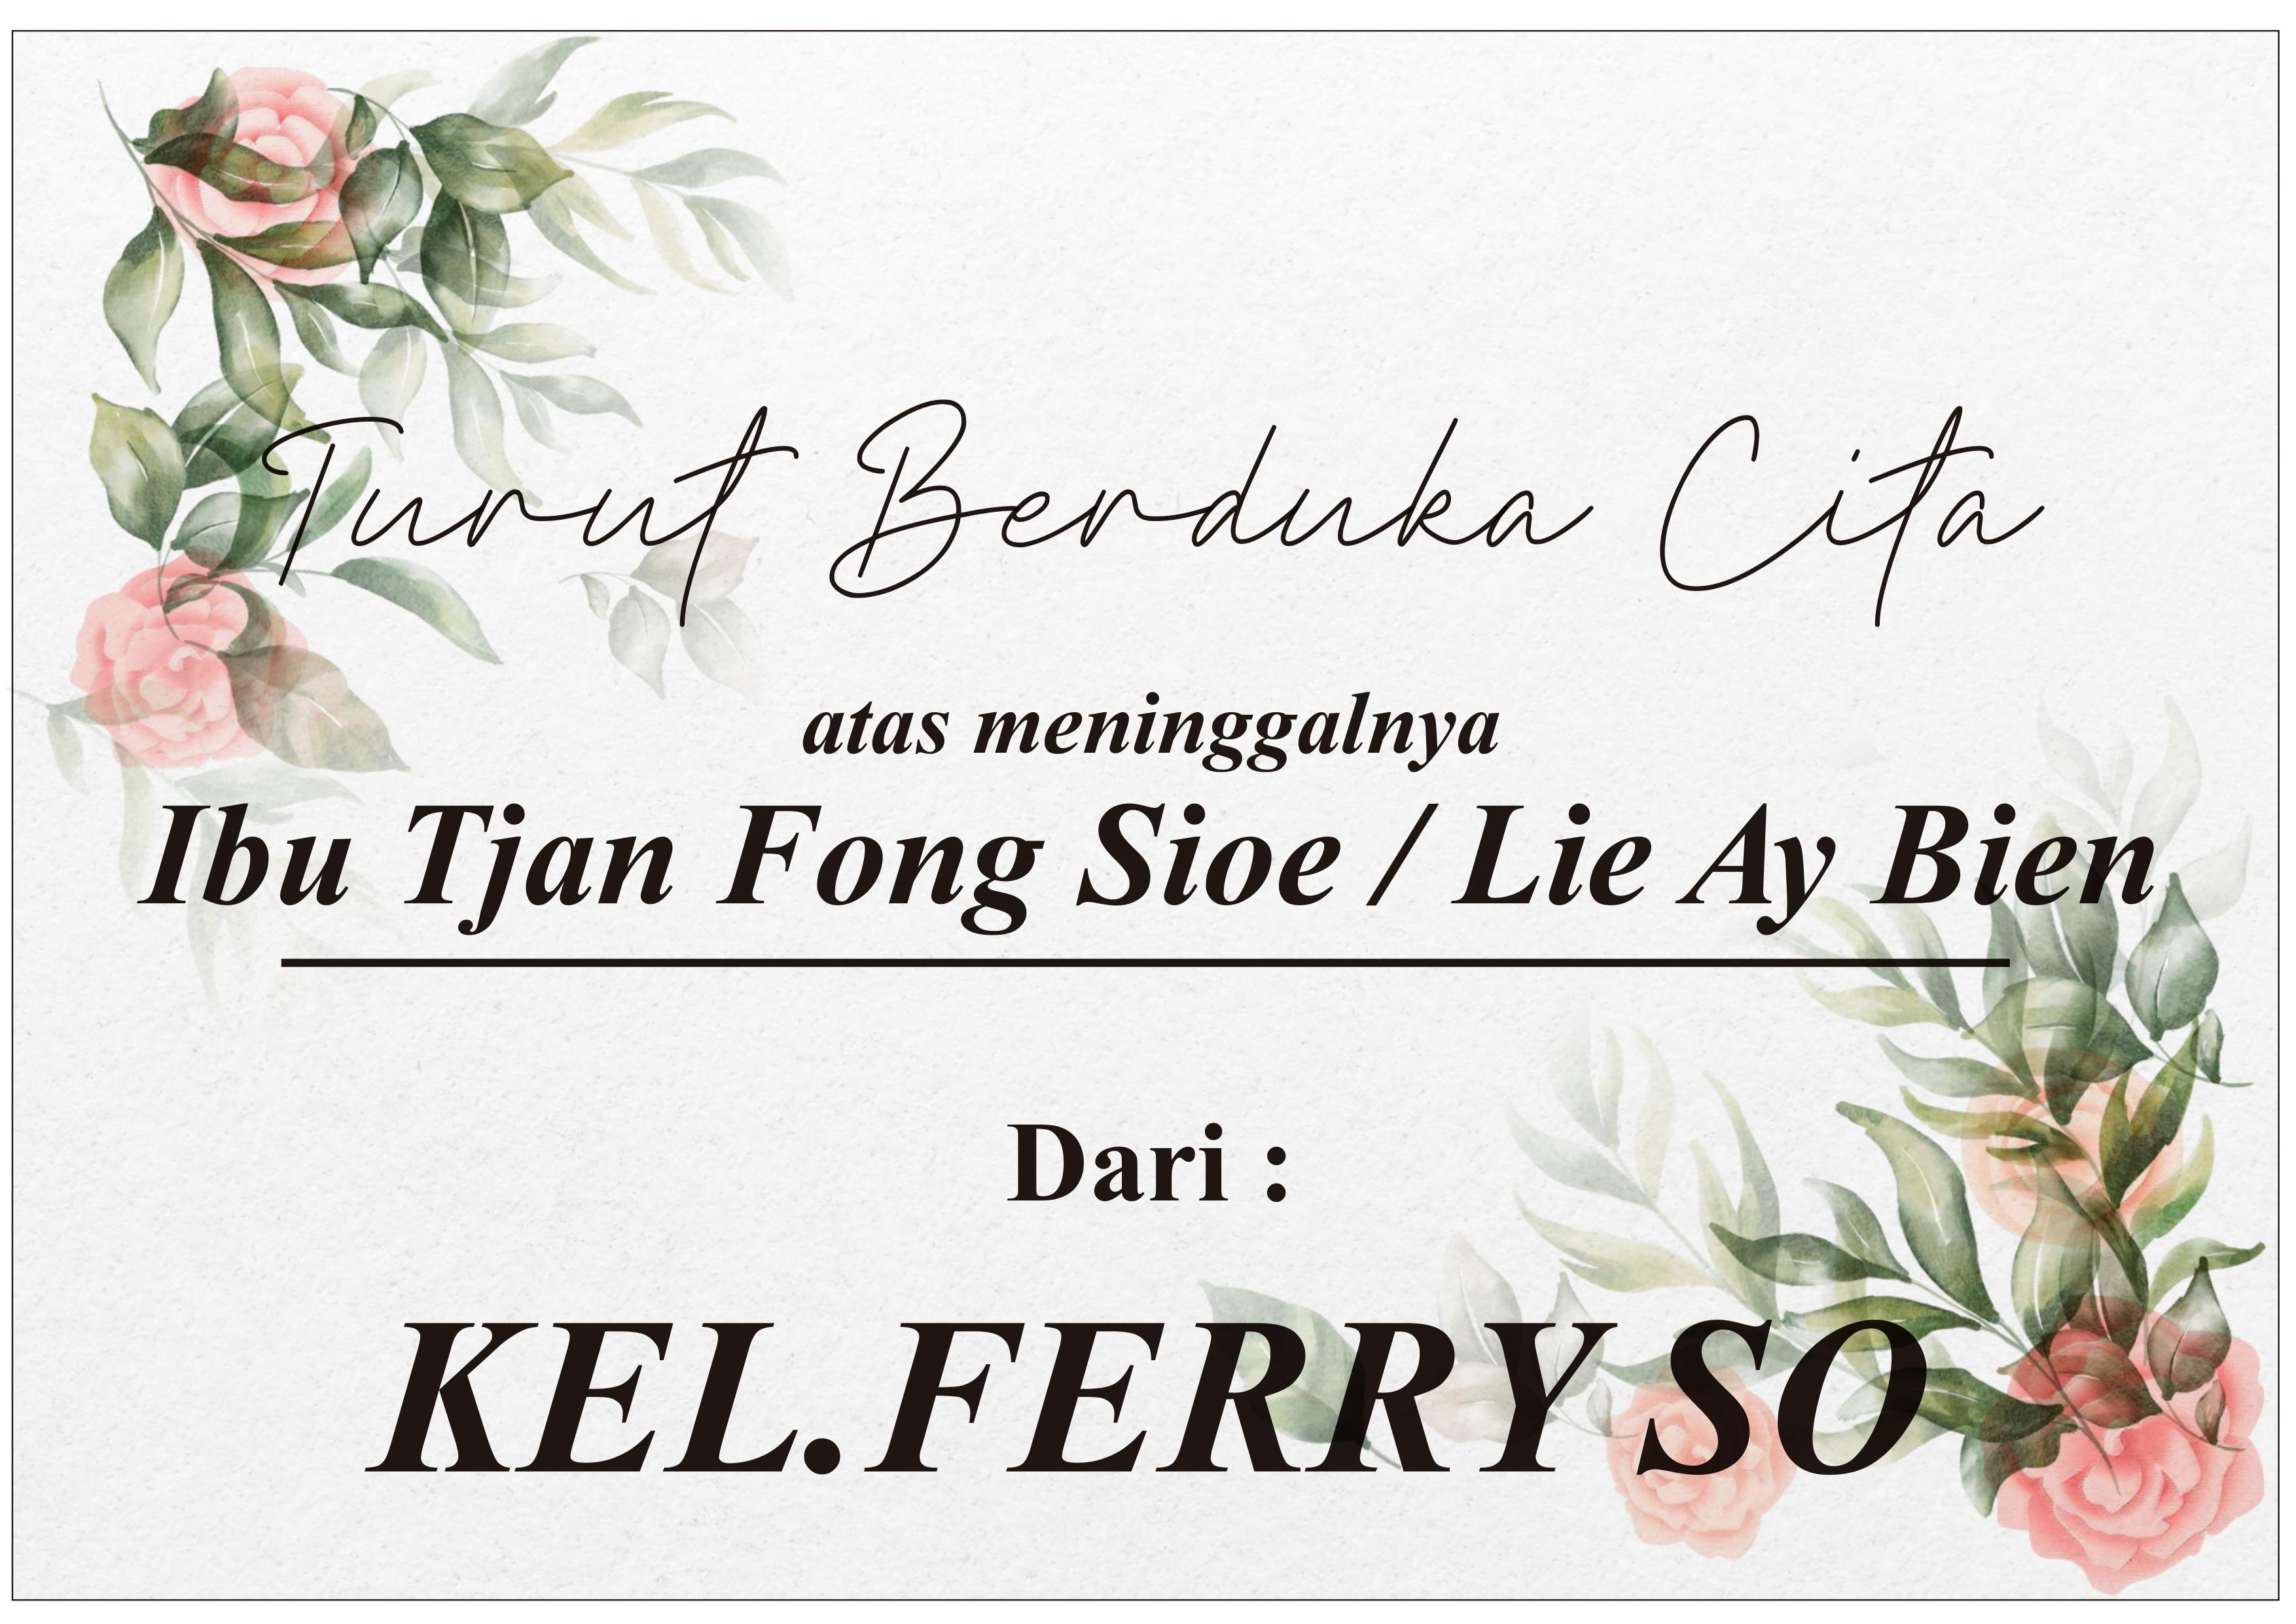 Turut Berduka Cita
atas meninggalnya
Ibu Tjan Fong Sioe / Lie Ay Bien
Dari :
KEL.FERRY SO